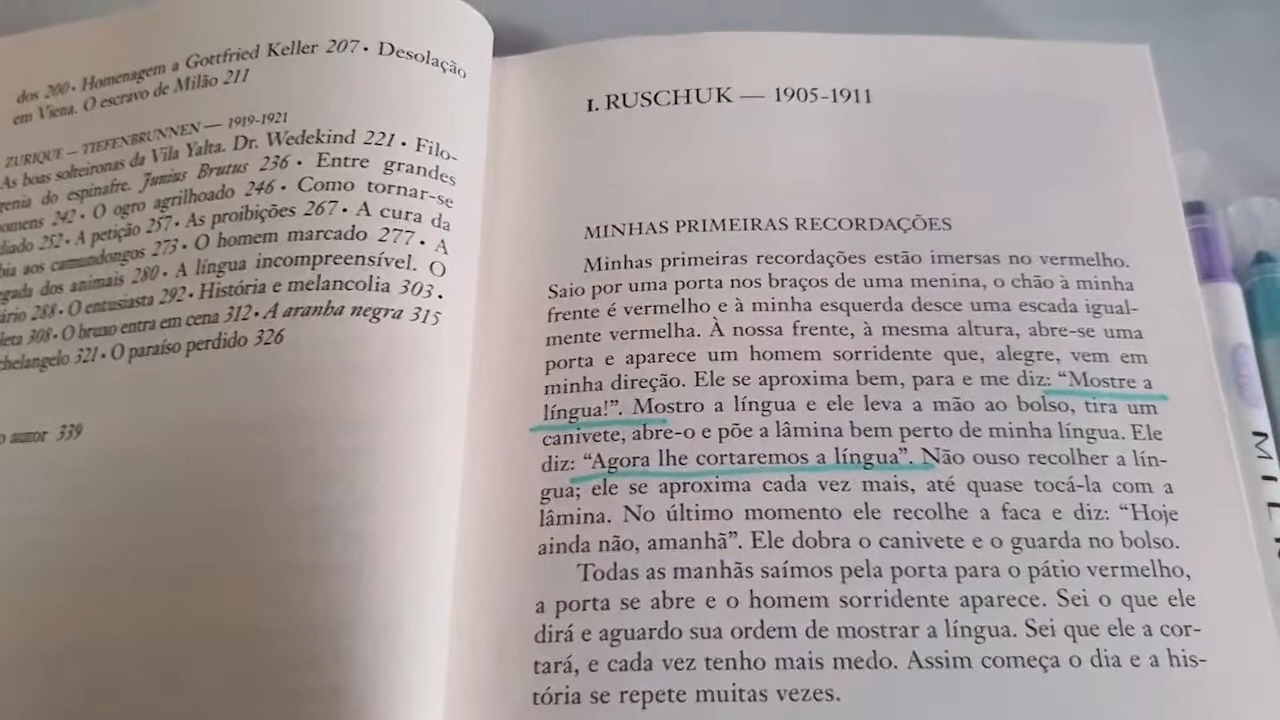 dos 200 • Homenagem a Gottfried Keller 207 • Desolação
em Viena. O escravo de Milão 211
ZURIQUE — TIEFENBRUNNEN — 1919-1921
As boas solteironas da Vila Yalta. Dr. Wedekind 221 • Filo-
genia do espinafre. Junius Brutus 236 • Entre grandes
homens 242 • O ogro agrilhoado 246 • Como tornar-se
odiado 252 • A petição 257 • As proibições 267 • A cura da
bia aos camundongos 273 • O homem marcado 277 • A
gada dos animais 280 • A língua incompreensível. O
ário 288 • O entusiasta 292 • História e melancolia 303 •
leta 308 • O bruxo entra em cena 312 • A aranha negra 315
chelangelo 321 • O paraíso perdido 326
o autor 339
I. RUSCHUK — 1905-1911
MINHAS PRIMEIRAS RECORDAÇÕES
Minhas primeiras recordações estão imersas no vermelho.
Saio por uma porta nos braços de uma menina, o chão à minha
frente é vermelho e à minha esquerda desce uma escada igual-
mente vermelha. À nossa frente, à mesma altura, abre-se uma
porta e aparece um homem sorridente que, alegre, vem em
minha direção. Ele se aproxima bem, para e me diz: “Mostre a
língua!”. Mostro a língua e ele leva a mão ao bolso, tira um
canivete, abre-o e põe a lâmina bem perto de minha língua. Ele
diz: “Agora lhe cortaremos a língua”. Não ouso recolher a lín-
gua; ele se aproxima cada vez mais, até quase tocá-la com a
lâmina. No último momento ele recolhe a faca e diz: “Hoje
ainda não, amanhã”. Ele dobra o canivete e o guarda no bolso.
Todas as manhãs saímos pela porta para o pátio vermelho,
a porta se abre e o homem sorridente aparece. Sei o que ele
dirá e aguardo sua ordem de mostrar a língua. Sei que ele a cor-
tará, e cada vez tenho mais medo. Assim começa o dia e a his-
tória se repete muitas vezes.